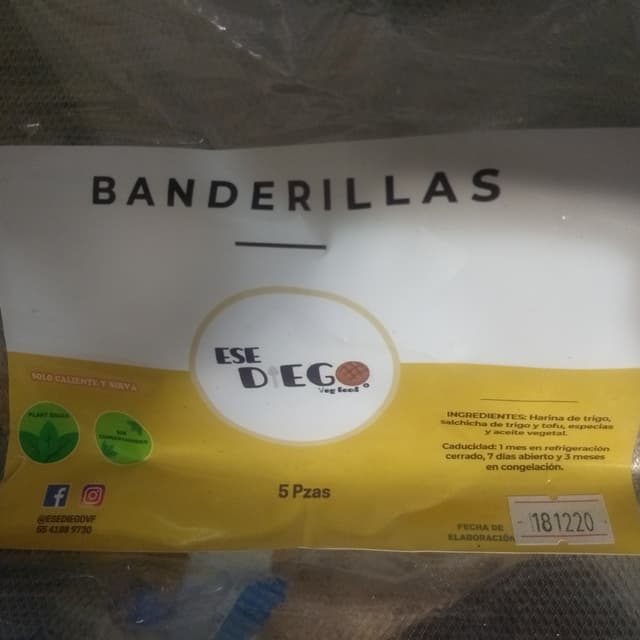 BANDERILLAS
ESE
DIEGO
Veg food
SOLO CALIENTE Y SIRVA
PLANT BASED
SIN
CONSERVADORES
INGREDIENTES: Harina de trigo,
salchicha de trigo y tofu, especias
y aceite vegetal.
Caducidad: 1 mes en refrigeración
cerrado, 7 días abierto y 3 meses
en congelación.
5 Pzas
@ESEDIEGOVF
55 4198 9730
FECHA DE
ELABORACIÓN
181220